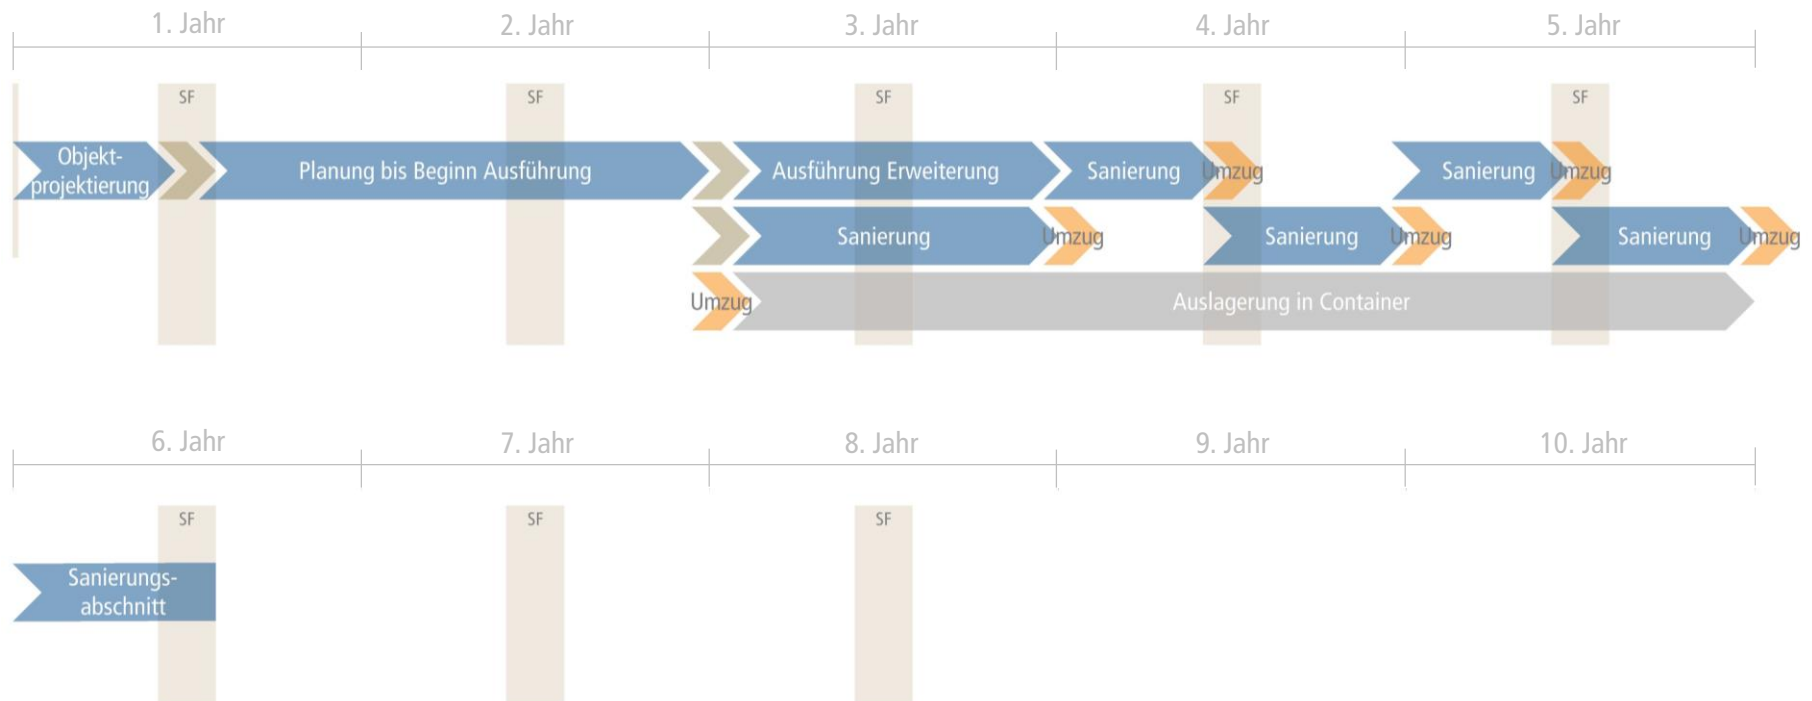 1. Jahr 2. Jahr 3. Jahr 4. Jahr 5. Jahr
SF SF SF SF SF
Objekt-
projektierung
Planung bis Beginn Ausführung
Ausführung Erweiterung
Sanierung
Umzug
Sanierung
Umzug
Sanierung
Umzug
Sanierung
Umzug
Sanierung
Umzug
Umzug
Auslagerung in Container
6. Jahr 7. Jahr 8. Jahr 9. Jahr 10. Jahr
SF SF SF
Sanierungs-
abschnitt